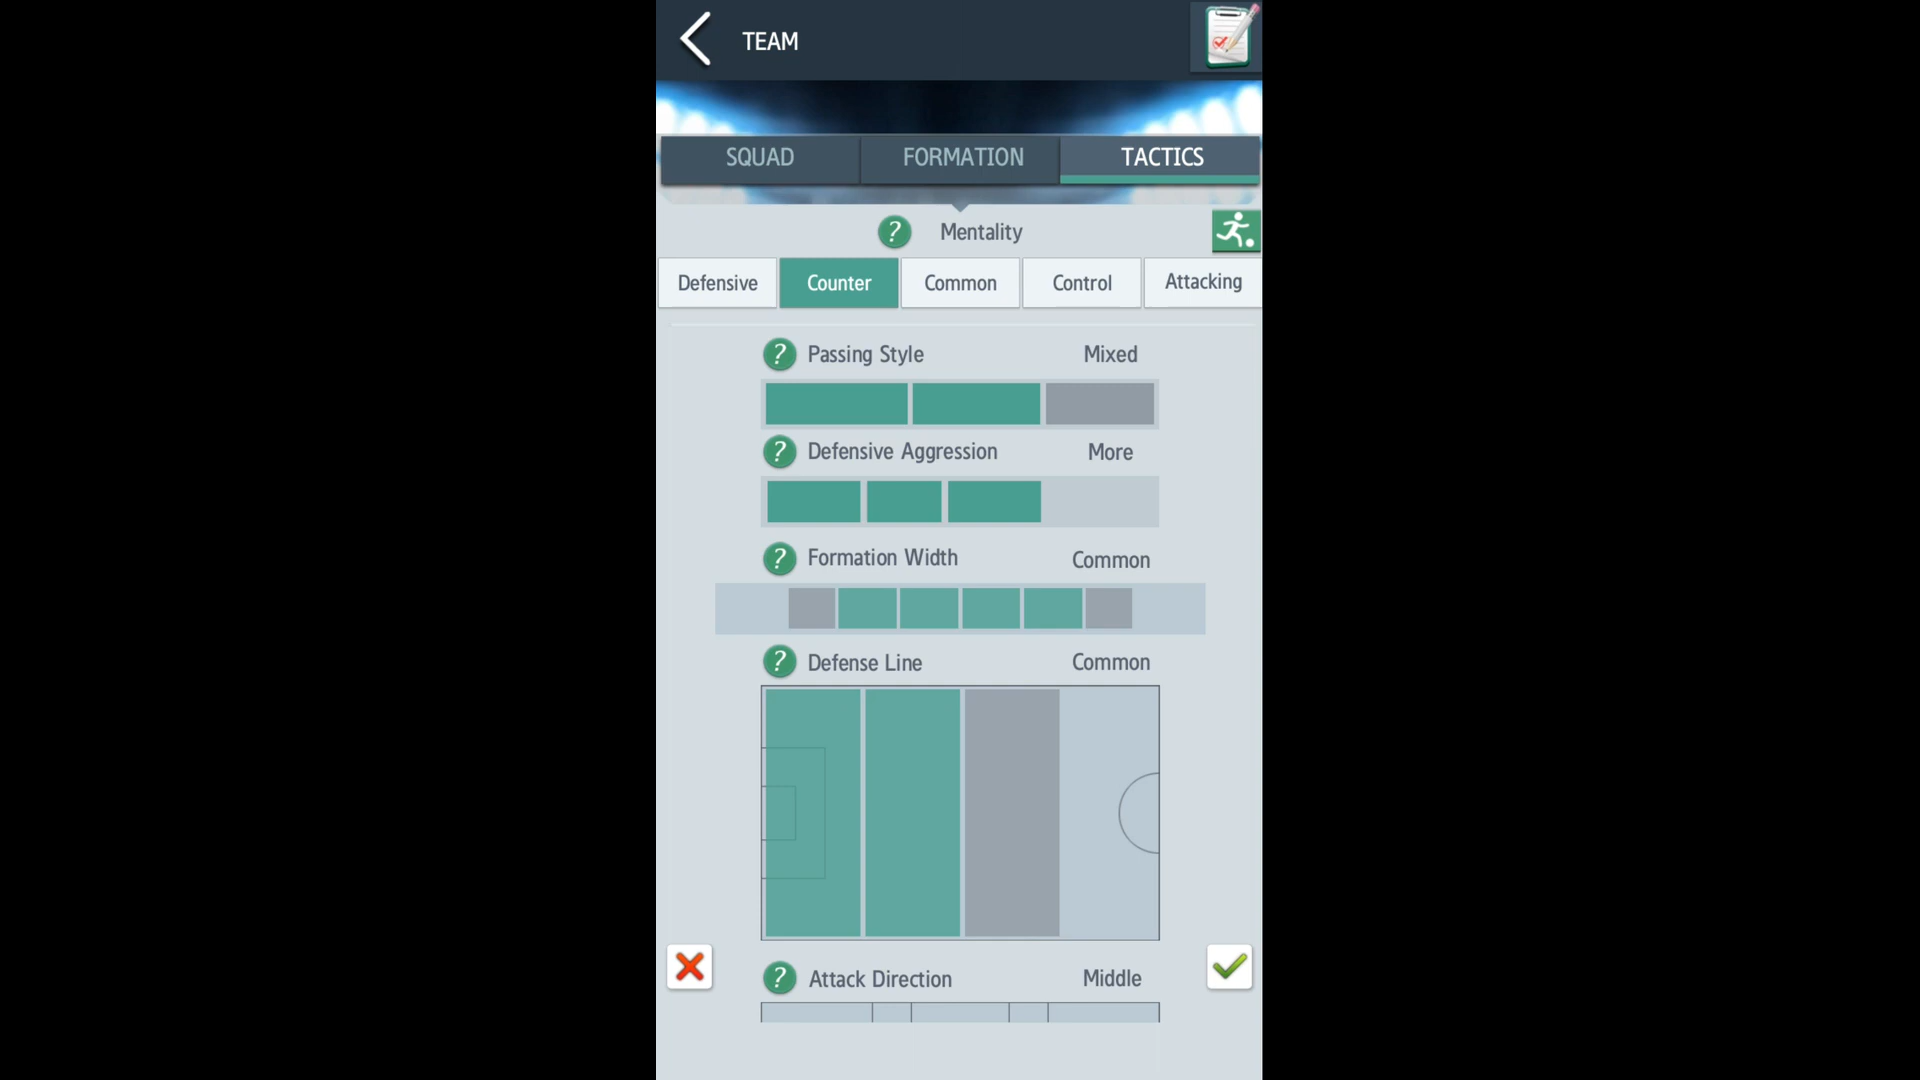 TEAM
SQUAD FORMATION TACTICS
? Mentality
Defensive Counter Common Control Attacking
? Passing Style Mixed
? Defensive Aggression More
? Formation Width Common
? Defense Line Common
? Attack Direction Middle